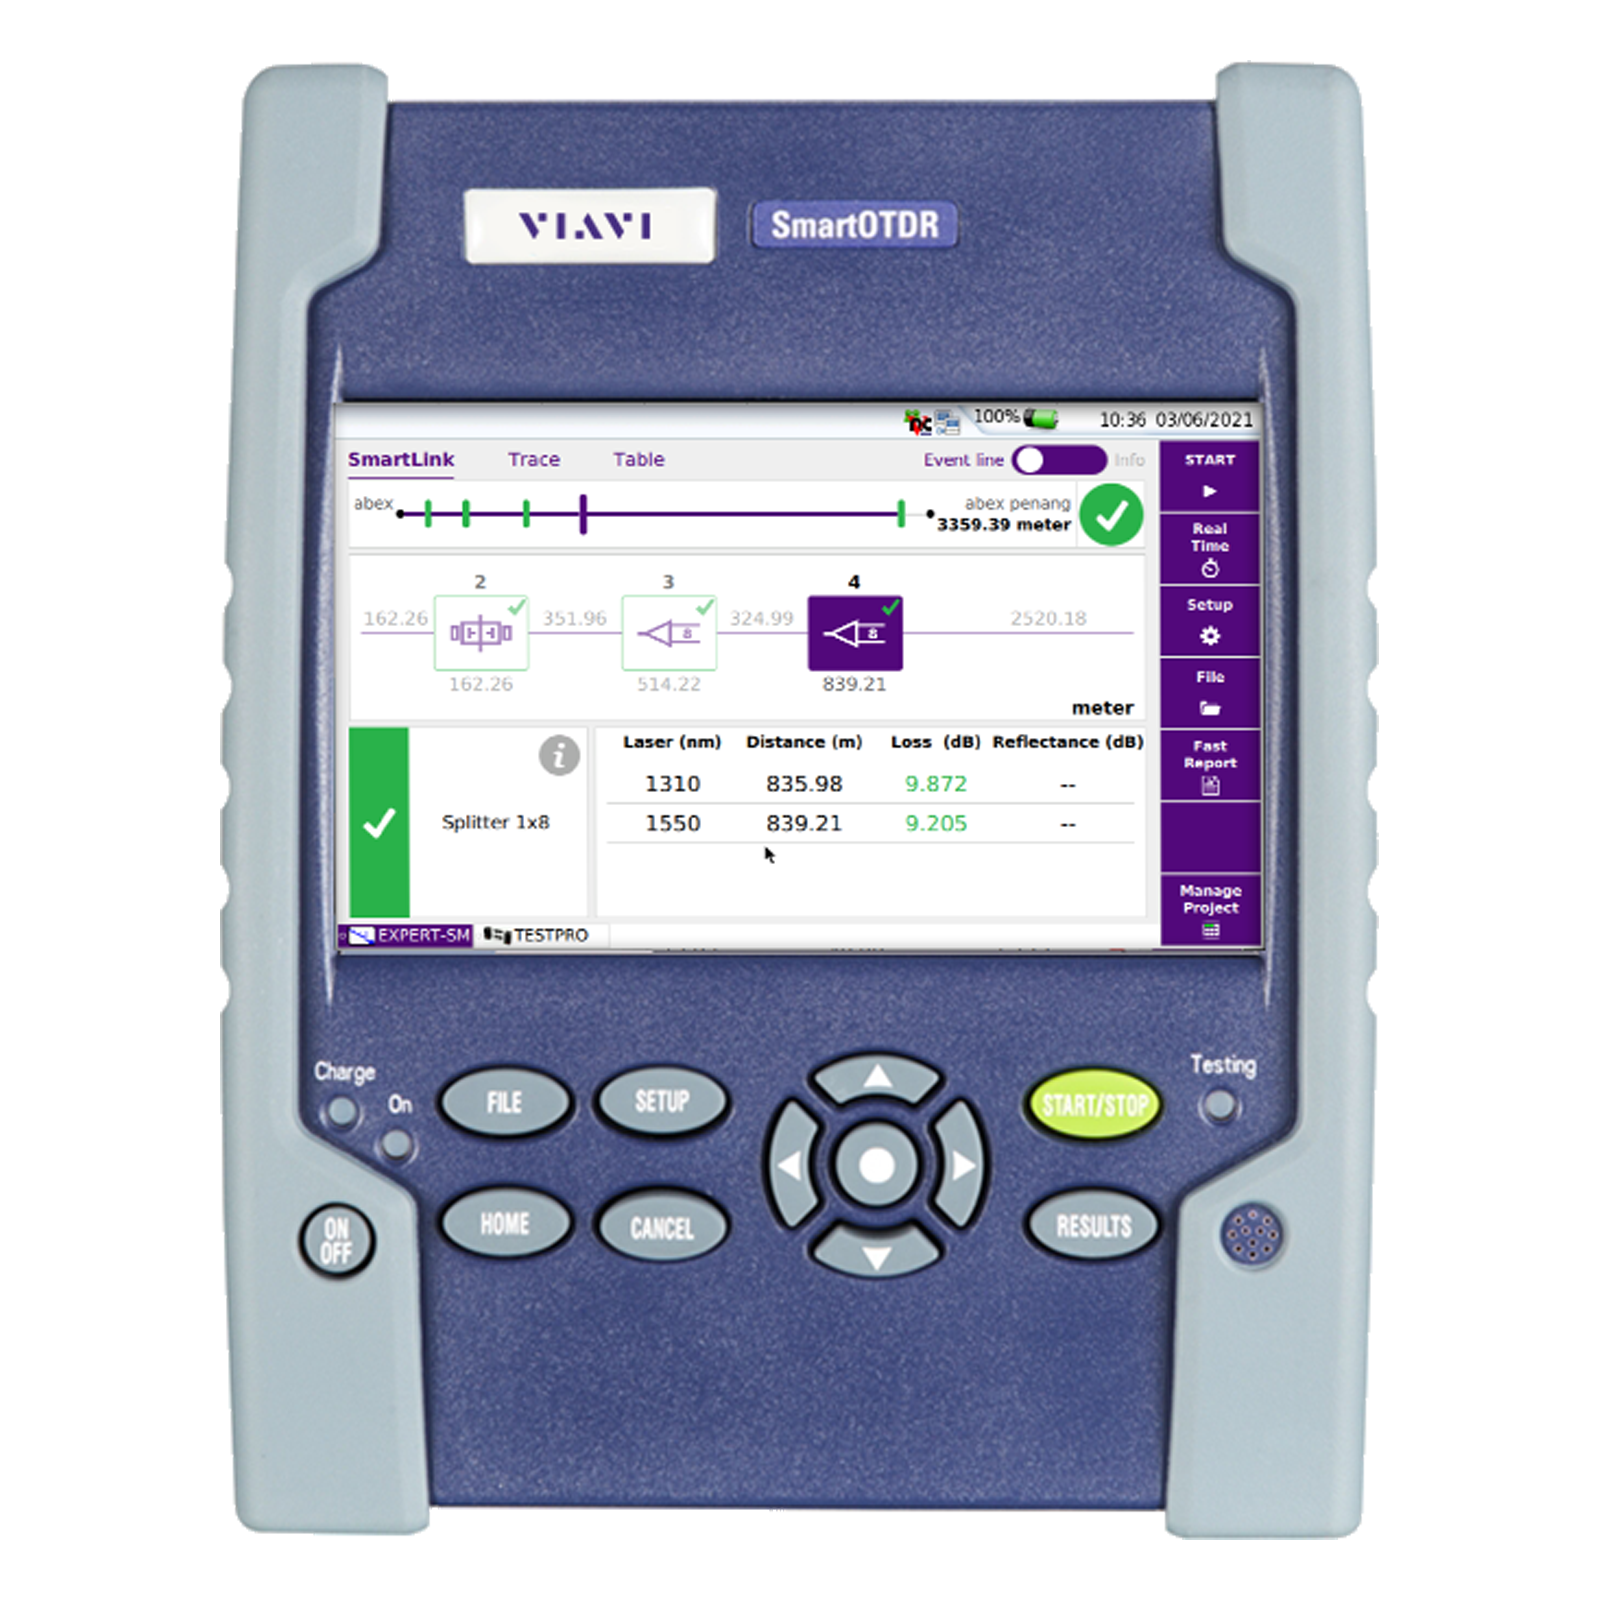 VIAVI
SmartOTDR
100%
10:36 03/06/2021
SmartLink Trace Table
Event line Info
abex
abex penang
3359.39 meter
2 3 4
162.26 351.96 324.99 2520.18
8 8
162.26 514.22 839.21
meter
Splitter 1x8
Laser (nm) Distance (m) Loss (dB) Reflectance (dB)
1310 835.98 9.872 --
1550 839.21 9.205 --
EXPERT-SM TESTPRO
START
Real
Time
Setup
File
Fast
Report
Manage
Project
Charge
On
FILE
SETUP
START/STOP
Testing
ON
OFF
HOME
CANCEL
RESULTS